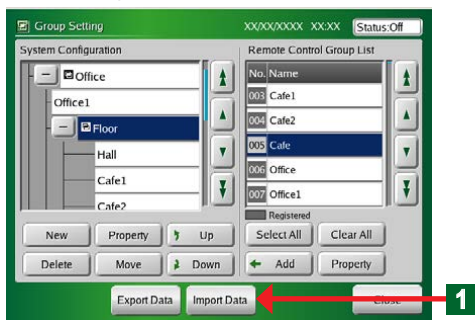 Group Setting
XX/XX/XXXX XX:XX
Status:Off
System Configuration
Office
Office1
Floor
Hall
Cafe1
Cafe2
New
Property
Up
Delete
Move
Down
Remote Control Group List
No. Name
003 Cafe1
004 Cafe2
005 Cafe
006 Office
007 Office1
Registered
Select All
Clear All
Add
Property
Export Data
Import Data
Close
1